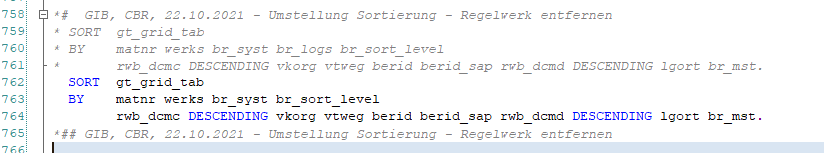 758 *#  GIB, CBR, 22.10.2021 - Umstellung Sortierung - Regelwerk entfernen
759 * SORT  gt_grid_tab
760 * BY    matnr werks br_syst br_logs br_sort_level
761 *       rwb_dcmc DESCENDING vkorg vtweg berid berid_sap rwb_dcmd DESCENDING lgort br_mst.
762   SORT  gt_grid_tab
763   BY    matnr werks br_syst br_sort_level
764         rwb_dcmc DESCENDING vkorg vtweg berid berid_sap rwb_dcmd DESCENDING lgort br_mst.
765 *## GIB, CBR, 22.10.2021 - Umstellung Sortierung - Regelwerk entfernen
766